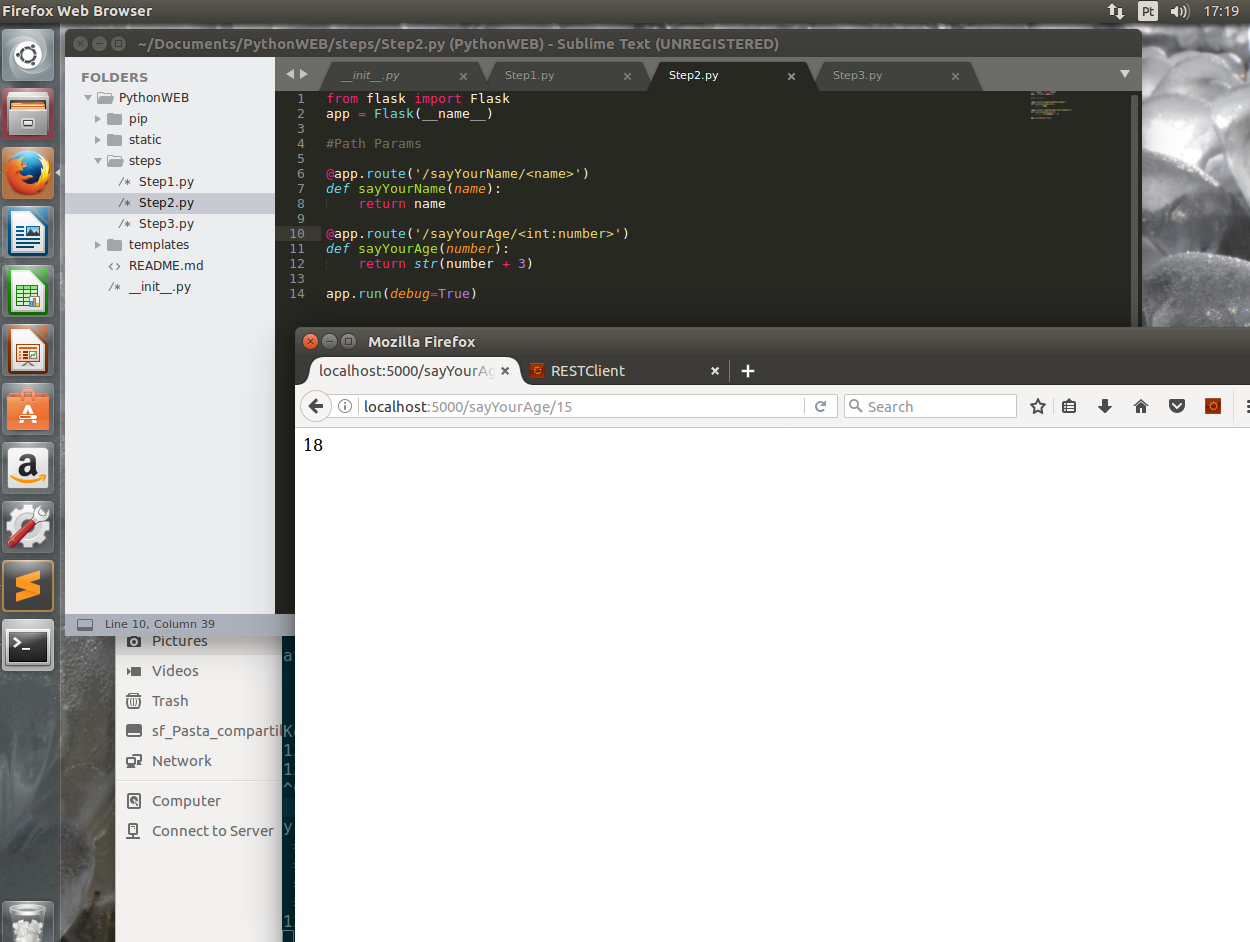 Firefox Web Browser
Pt
17:19
~/Documents/PythonWEB/steps/Step2.py (PythonWEB) - Sublime Text (UNREGISTERED)
FOLDERS
PythonWEB
pip
static
steps
/* Step1.py
/* Step2.py
/* Step3.py
templates
<> README.md
/* __init__.py
__init__.py
Step1.py
Step2.py
Step3.py
1 from flask import Flask
2 app = Flask(__name__)
3
4 #Path Params
5
6 @app.route('/sayYourName/<name>')
7 def sayYourName(name):
8 return name
9
10 @app.route('/sayYourAge/<int:number>')
11 def sayYourAge(number):
12 return str(number + 3)
13
14 app.run(debug=True)
Line 10, Column 39
Mozilla Firefox
localhost:5000/sayYourAg
RESTClient
localhost:5000/sayYourAge/15
Search
18
Pictures
Videos
Trash
sf_Pasta_compartil
Network
Computer
Connect to Server